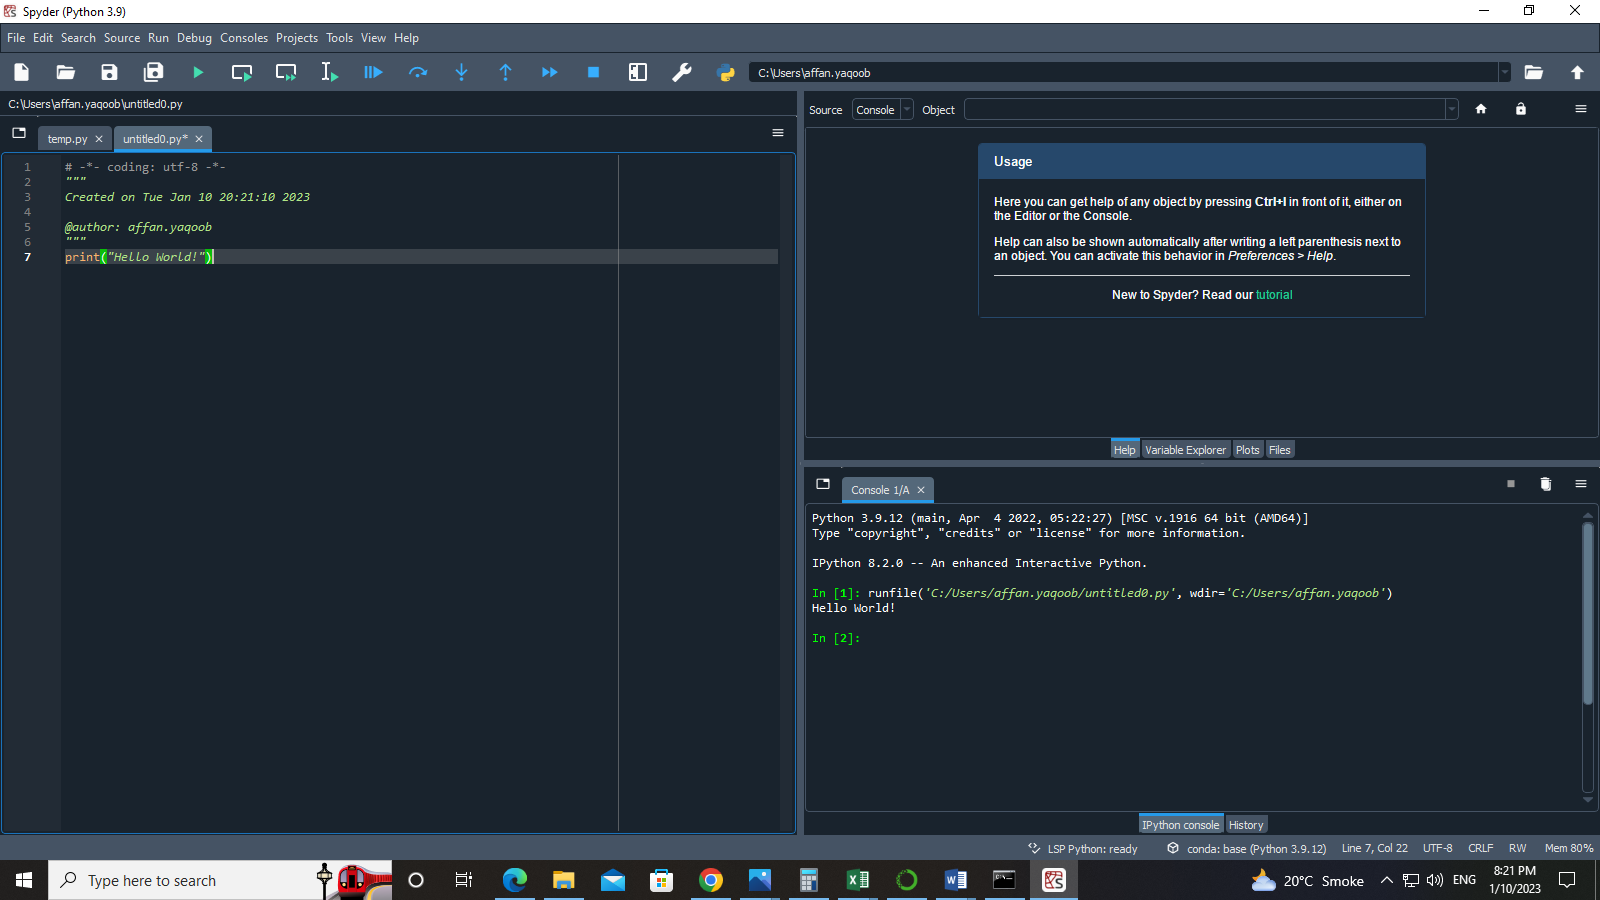 Spyder (Python 3.9)
File Edit Search Source Run Debug Consoles Projects Tools View Help
C:\Users\affan.yaqoob
C:\Users\affan.yaqoob\untitled0.py
temp.py
untitled0.py*
1 # -*- coding: utf-8 -*-
2 """
3 Created on Tue Jan 10 20:21:10 2023
4
5 @author: affan.yaqoob
6 """
7 print("Hello World!")
Source Console Object
Usage
Here you can get help of any object by pressing Ctrl+I in front of it, either on
the Editor or the Console.
Help can also be shown automatically after writing a left parenthesis next to
an object. You can activate this behavior in Preferences > Help.
New to Spyder? Read our tutorial
Help Variable Explorer Plots Files
Console 1/A
Python 3.9.12 (main, Apr  4 2022, 05:22:27) [MSC v.1916 64 bit (AMD64)]
Type "copyright", "credits" or "license" for more information.
IPython 8.2.0 -- An enhanced Interactive Python.
In [1]: runfile('C:/Users/affan.yaqoob/untitled0.py', wdir='C:/Users/affan.yaqoob')
Hello World!
In [2]:
IPython console History
LSP Python: ready conda: base (Python 3.9.12) Line 7, Col 22 UTF-8 CRLF RW Mem 80%
Type here to search
20°C Smoke
ENG
8:21 PM
1/10/2023